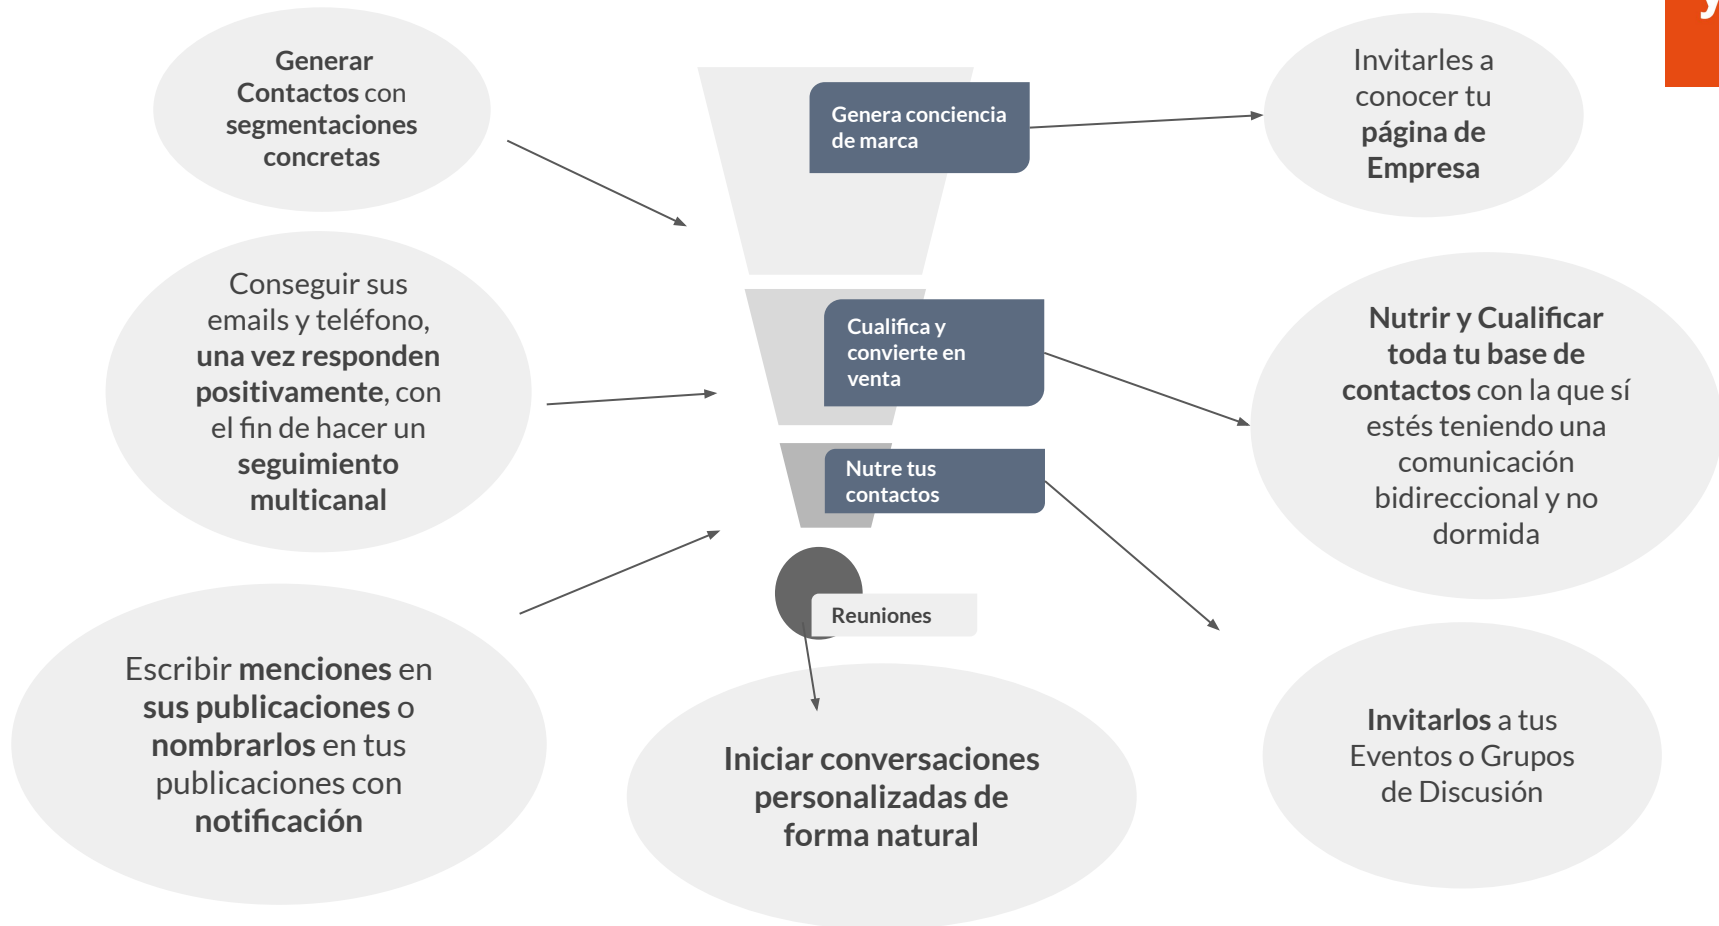 Generar
Contactos con
segmentaciones
concretas
Genera conciencia
de marca
Invitarles a
conocer tu
página de
Empresa
Conseguir sus
emails y teléfono,
una vez responden
positivamente, con
el fin de hacer un
seguimiento
multicanal
Cualifica y
convierte en
venta
Nutrir y Cualificar
toda tu base de
contactos con la que sí
estés teniendo una
comunicación
bidireccional y no
dormida
Nutre tus
contactos
Reuniones
Escribir menciones en
sus publicaciones o
nombrarlos en tus
publicaciones con
notificación
Iniciar conversaciones
personalizadas de
forma natural
Invitarlos a tus
Eventos o Grupos
de Discusión